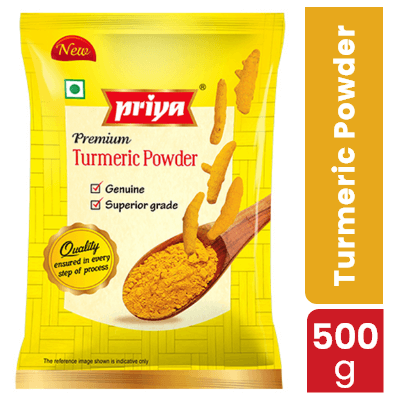 New
priya®
Premium
Turmeric Powder
Genuine
Superior grade
Quality
ensured in every
step of process
The reference image shown is indicative only
Turmeric Powder
500
g